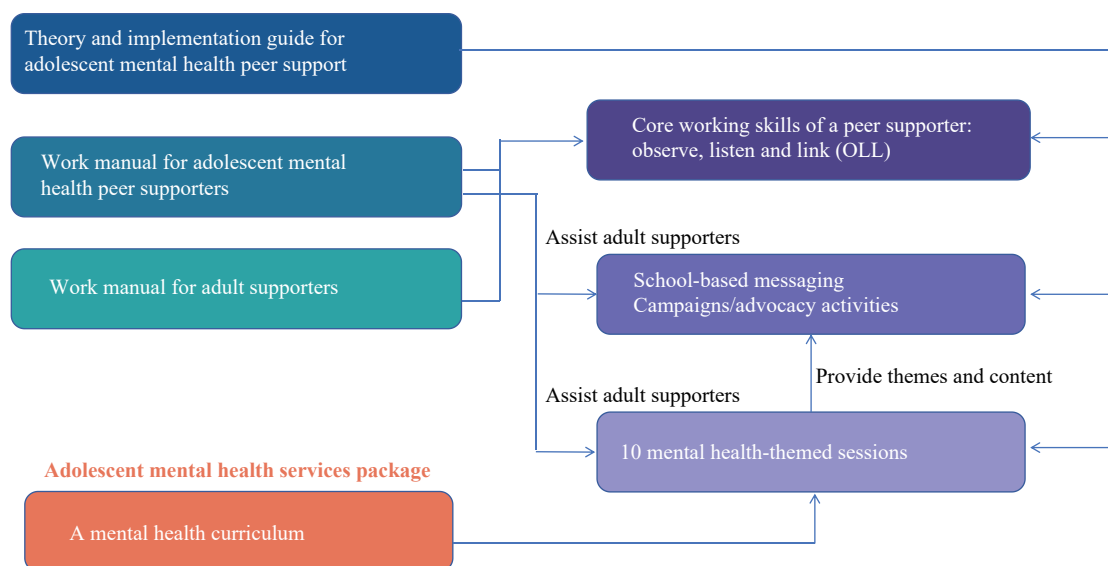 Theory and implementation guide for
adolescent mental health peer support
Core working skills of a peer supporter:
observe, listen and link (OLL)
Work manual for adolescent mental
health peer supporters
Assist adult supporters
Work manual for adult supporters
School-based messaging
Campaigns/advocacy activities
Provide themes and content
Assist adult supporters
10 mental health-themed sessions
Adolescent mental health services package
A mental health curriculum